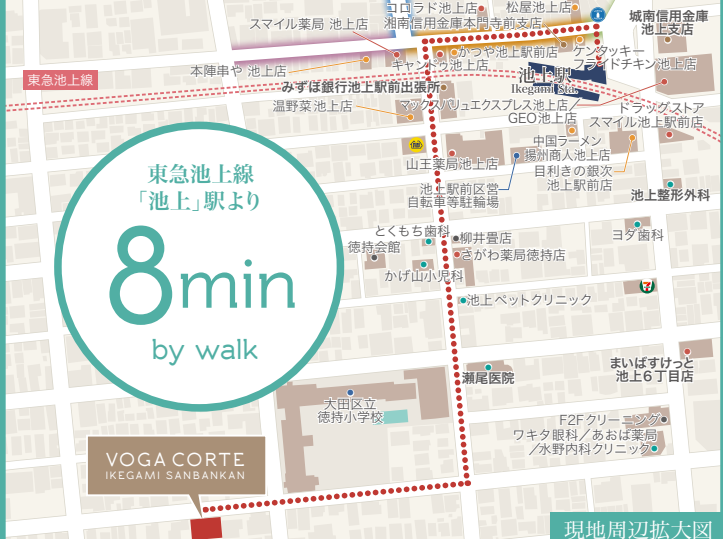 コロラド池上店
松屋池上店
スマイル薬局 池上店
湘南信用金庫本門寺前支店
城南信用金庫
池上支店
かつや池上駅前店
ケンタッキー
フライドチキン池上店
キャンドゥ池上店
本陣串や 池上店
池上駅
Ikegami Sta.
東急池上線
みずほ銀行池上駅前出張所
温野菜池上店
マックスバリュエクスプレス池上店／
GEO池上店
ドラッグストア
スマイル池上駅前店
中国ラーメン
揚州商人池上店
山王薬局池上店
目利きの銀次
池上駅前店
池上駅前区営
自転車等駐輪場
池上整形外科
東急池上線
「池上」駅より
8min
by walk
とくもち歯科
柳井畳店
ヨダ歯科
徳持会館
さがわ薬局徳持店
かげ山小児科
7
池上ペットクリニック
まいばすけっと
池上6丁目店
瀬尾医院
大田区立
徳持小学校
F2Fクリーニング
ワキタ眼科／あおば薬局
／水野内科クリニック
VOGA CORTE
IKEGAMI SANBANKAN
現地周辺拡大図